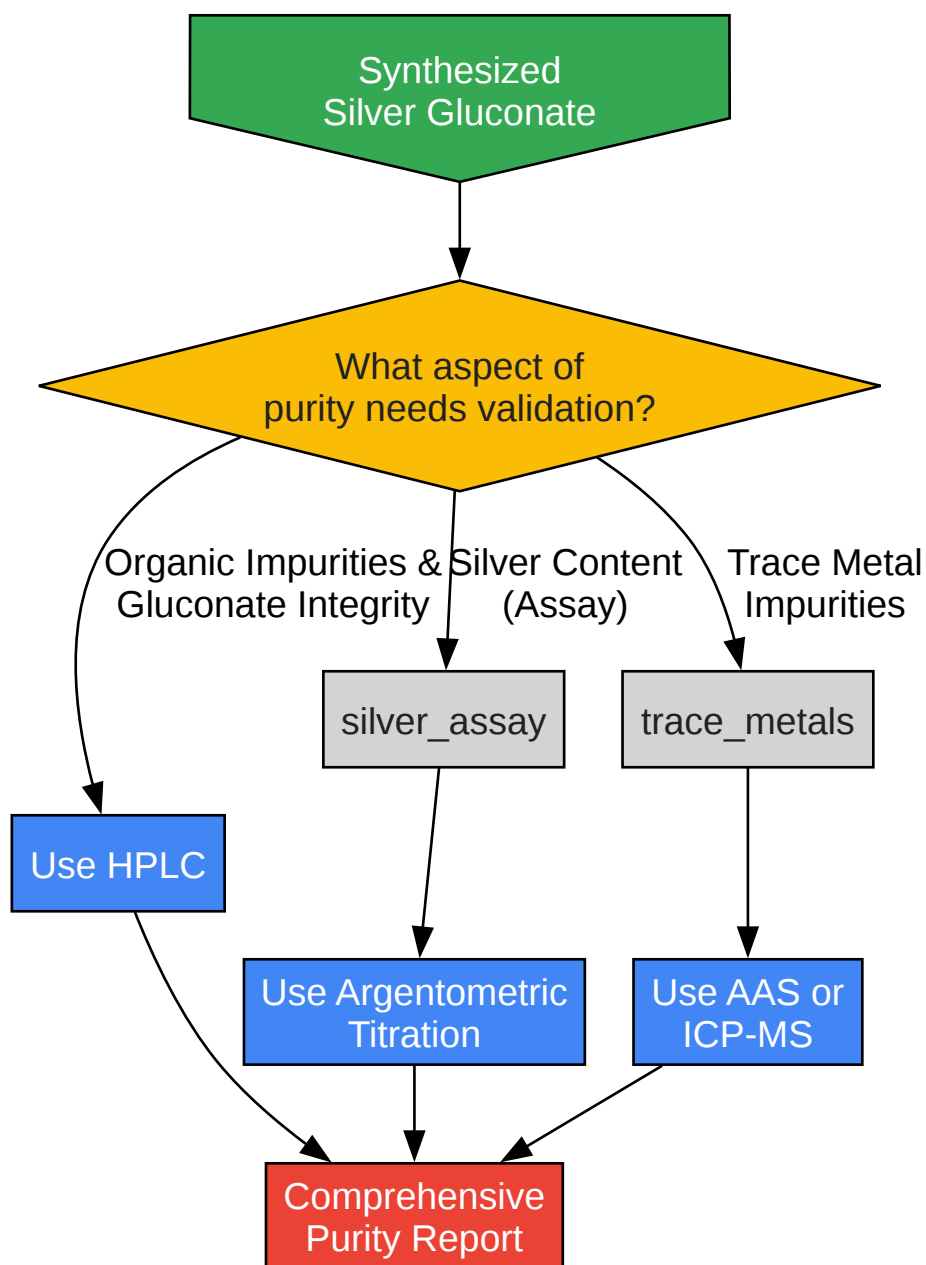 Synthesized
Silver Gluconate
What aspect of
purity needs validation?
Organic Impurities &
Gluconate Integrity
Silver Content
(Assay)
Trace Metal
Impurities
silver_assay
trace_metals
Use HPLC
Use Argentometric
Titration
Use AAS or
ICP-MS
Comprehensive
Purity Report